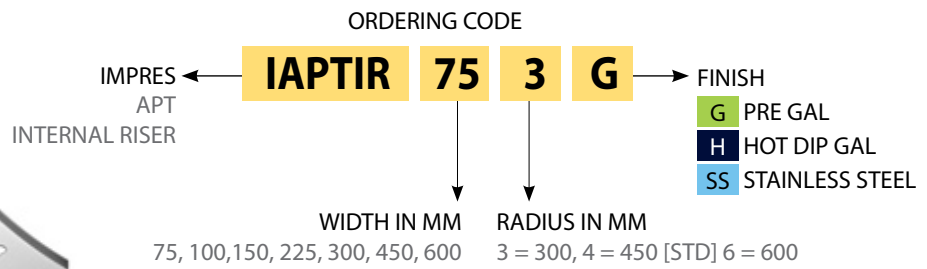 ORDERING CODE
IAPTIR 75 3 G
IMPRES
APT
INTERNAL RISER
FINISH
G PRE GAL
H HOT DIP GAL
SS STAINLESS STEEL
WIDTH IN MM
75, 100,150, 225, 300, 450, 600
RADIUS IN MM
3 = 300, 4 = 450 [STD] 6 = 600